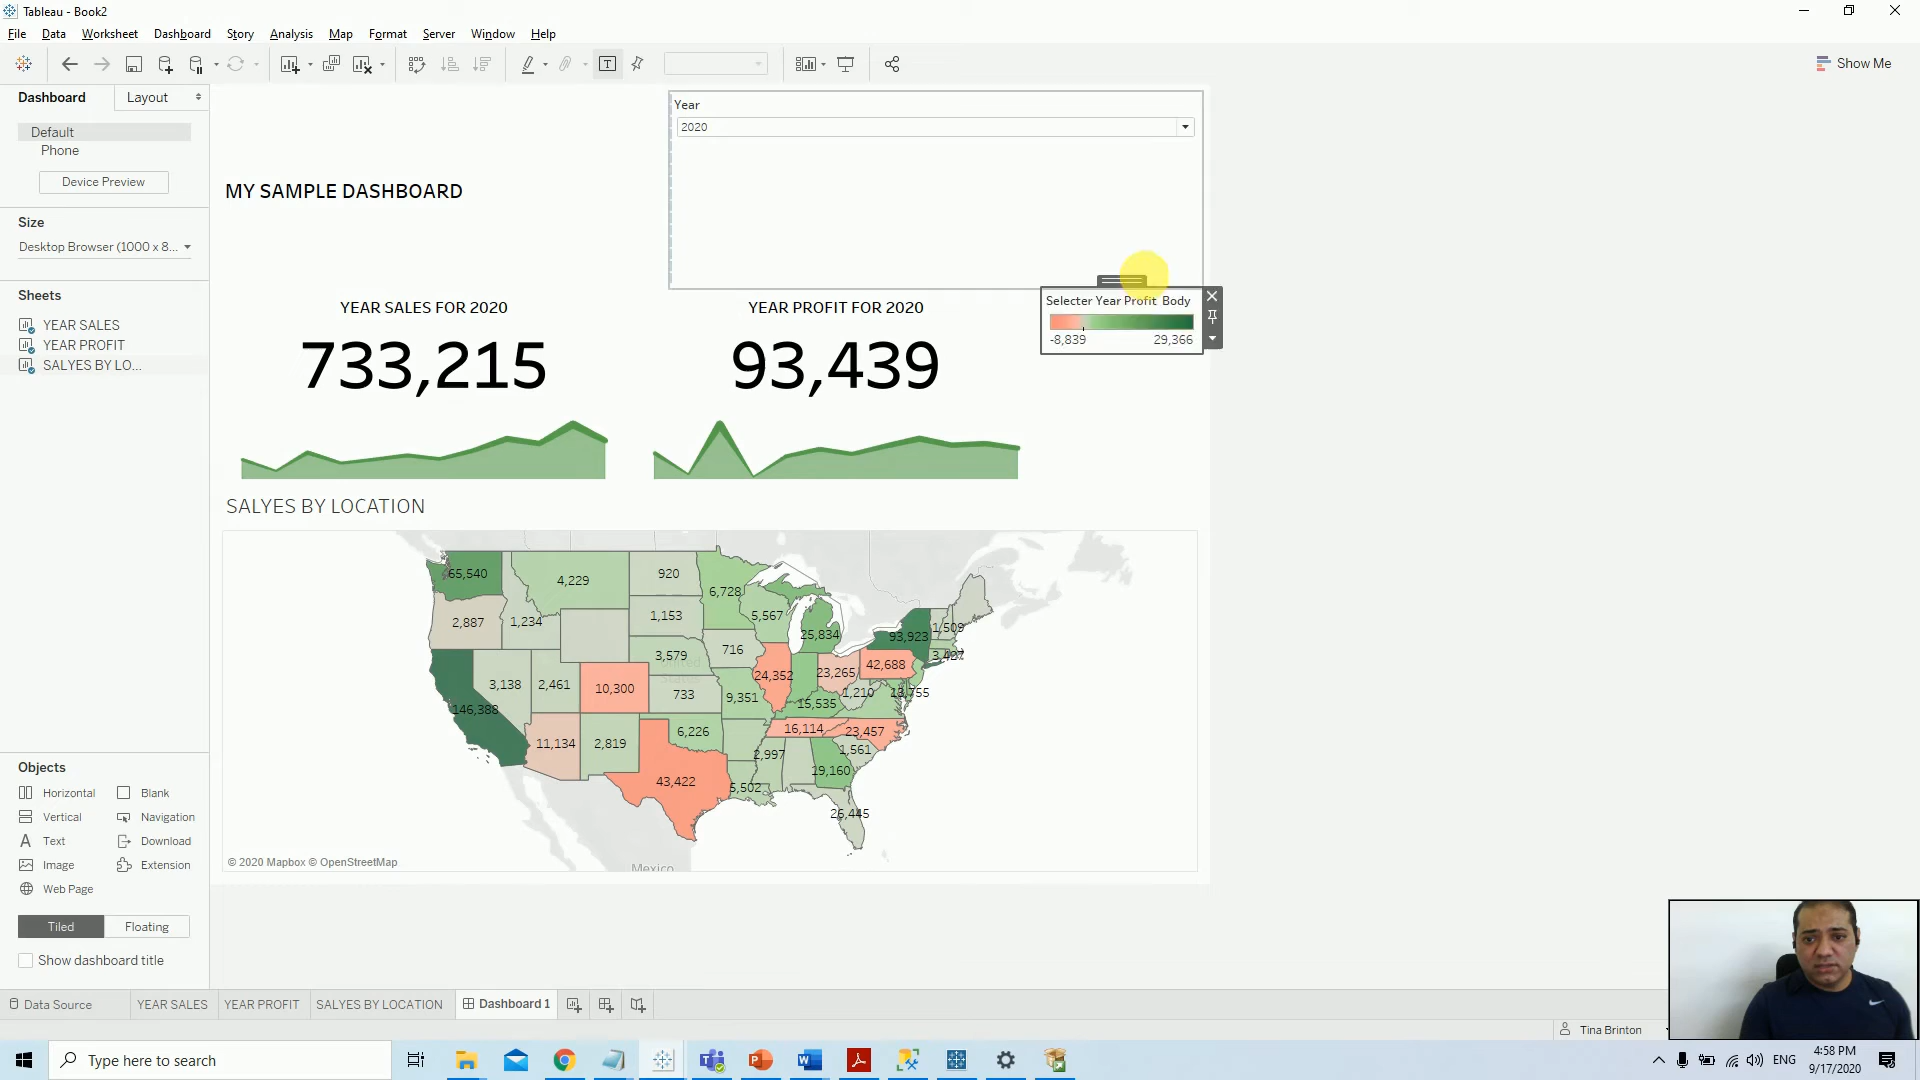 Tableau - Book2
File Data Worksheet Dashboard Story Analysis Map Format Server Window Help
Show Me
Dashboard Layout
Default
Phone
Device Preview
Size
Desktop Browser (1000 x 8...
Sheets
YEAR SALES
YEAR PROFIT
SALYES BY LO...
Objects
Horizontal Blank
Vertical Navigation
Text Download
Image Extension
Web Page
Tiled Floating
Show dashboard title
MY SAMPLE DASHBOARD
Year
2020
YEAR SALES FOR 2020
733,215
YEAR PROFIT FOR 2020
93,439
Selecter Year Profit Body
-8,839 29,366
SALYES BY LOCATION
65,540 4,229 920
6,728
2,887 1,234 1,153 5,567
25,834 93,923 1,509
3,579 716 3,427
3,138 2,461 10,300 733 9,351 24,352 23,265 42,688
15,535 1,210
146,388
11,134 2,819 6,226 16,114 23,457
43,422 2,997 1,561
5,502 19,160
26,445
© 2020 Mapbox © OpenStreetMap
Mexico
Data Source YEAR SALES YEAR PROFIT SALYES BY LOCATION Dashboard 1
Tina Brinton
Type here to search
ENG
4:58 PM
9/17/2020